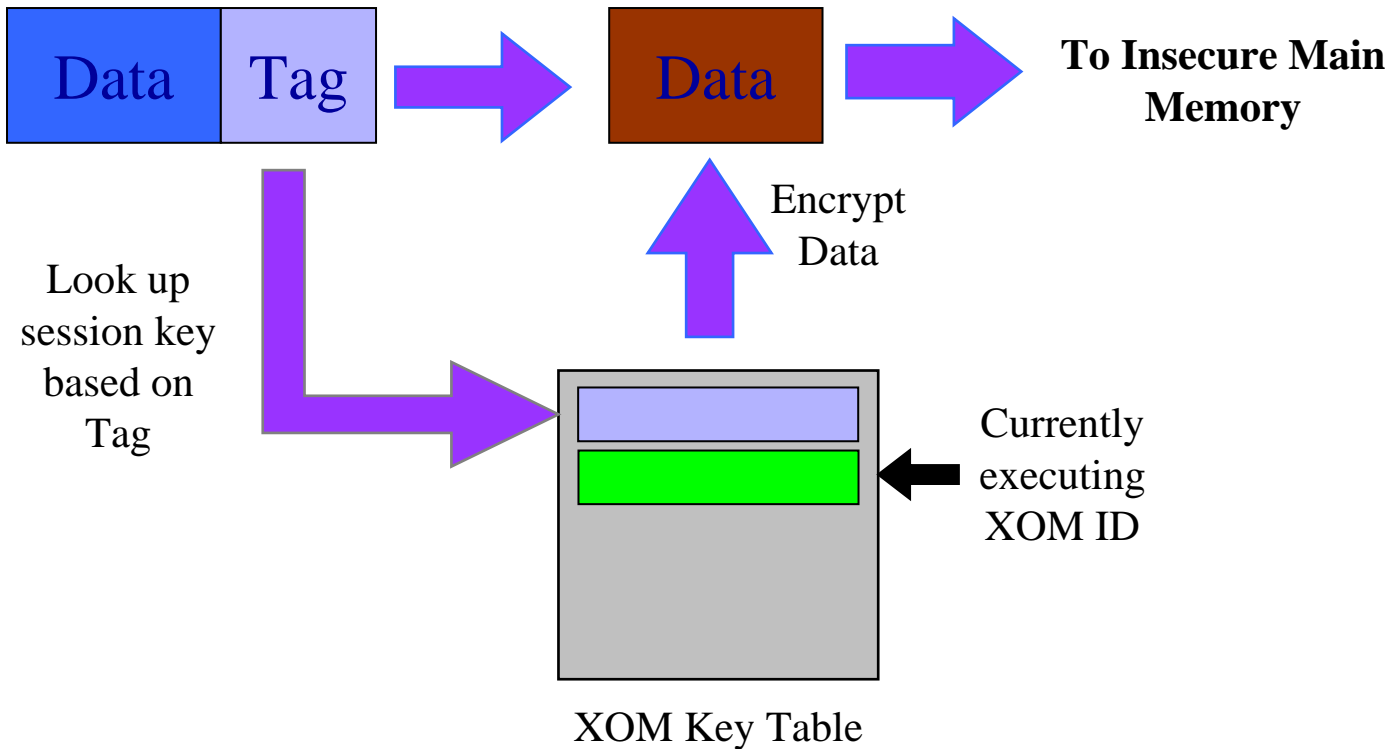 Data
Tag
Data
To Insecure Main
Memory
Encrypt
Data
Look up
session key
based on
Tag
Currently
executing
XOM ID
XOM Key Table